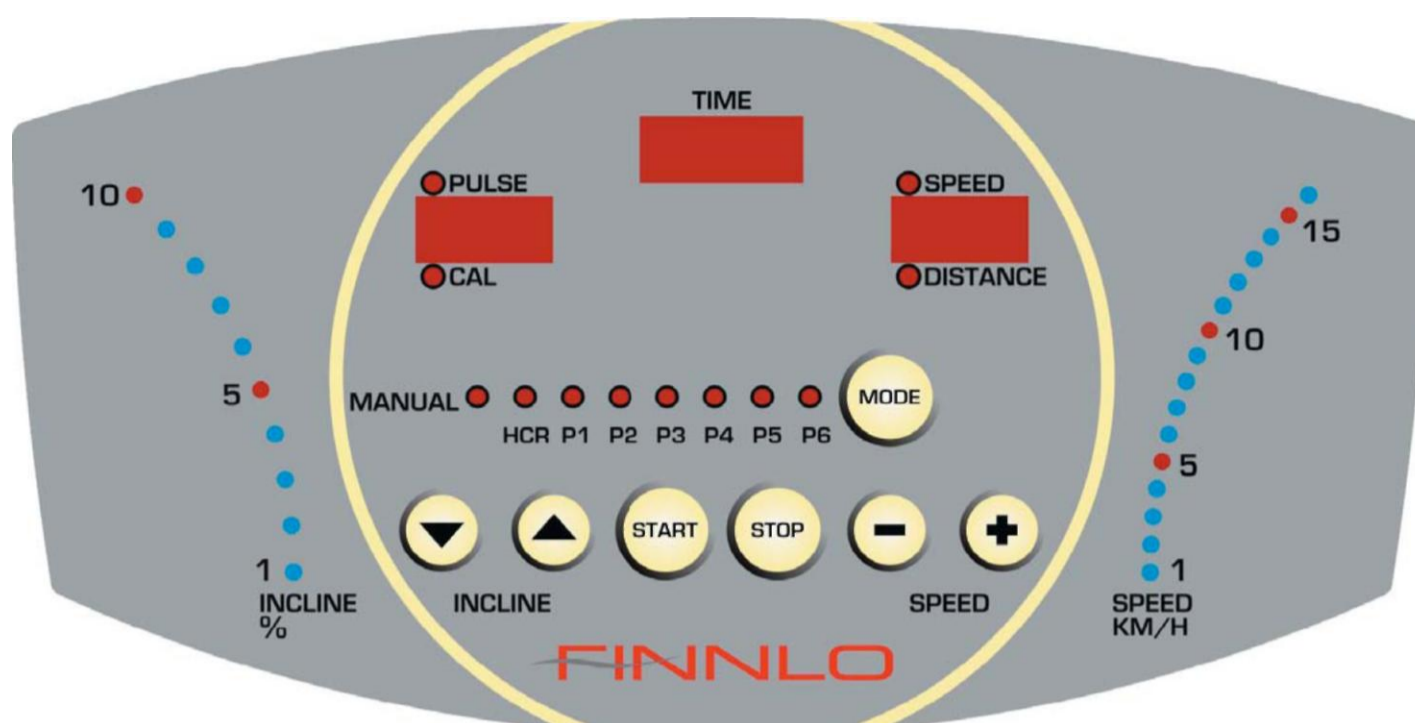 TIME
PULSE
SPEED
10
15
CAL
DISTANCE
10
5
MANUAL
MODE
HCR P1 P2 P3 P4 P5 P6
5
START
STOP
1
1
INCLINE
%
INCLINE
SPEED
SPEED
KM/H
FINNLO